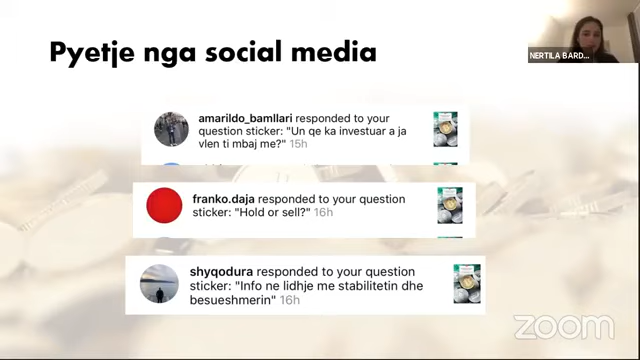 Pyetje nga social media
NERTILA BARD...
amarildo_bamllari responded to your
question sticker: "Un qe ka investuar a ja
vlen ti mbaj me?" 15h
franko.daja responded to your question
sticker: "Hold or sell?" 16h
shyqodura responded to your question
sticker: "Info ne lidhje me stabilitetin dhe
besueshmerin" 16h
zoom